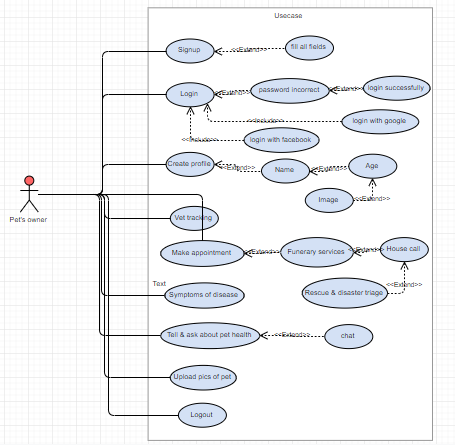 Usecase
Signup
<<Extend>>
fill all fields
Login
<<Extend>>
password incorrect
<<Extend>>
login successfully
<<Include>>
login with google
<<Include>>
login with facebook
Create profile
<<Extend>>
Name
<<Extend>>
Age
Image
<<Extend>>
Pet's owner
Vet tracking
Make appointment
<<Extend>>
Funerary services
<<Extend>>
House call
Text
Symptoms of disease
Rescue & disaster triage
<<Extend>>
Tell & ask about pet health
<<Extend>>
chat
Upload pics of pet
Logout